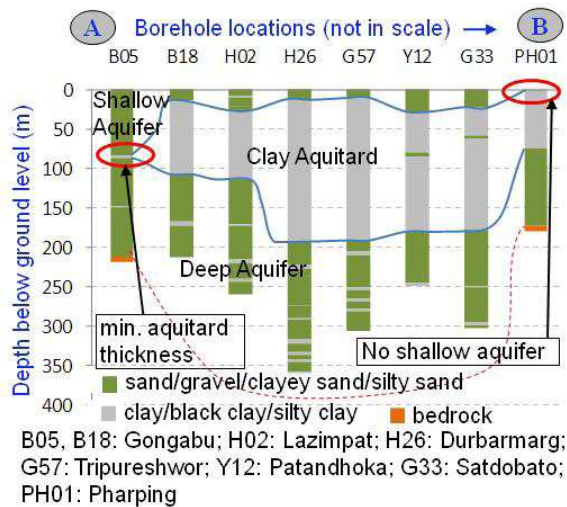 A Borehole locations (not in scale) B
B05 B18 H02 H26 G57 Y12 G33 PH01
Depth below ground level (m)
0
50
100
150
200
250
300
350
400
Shallow
Aquifer
Clay Aquitard
Deep Aquifer
min. aquitard
thickness
No shallow aquifer
sand/gravel/clayey sand/silty sand
clay/black clay/silty clay
bedrock
B05, B18: Gongabu; H02: Lazimpat; H26: Durbarmarg;
G57: Tripureshwor; Y12: Patandhoka; G33: Satdobato;
PH01: Pharping